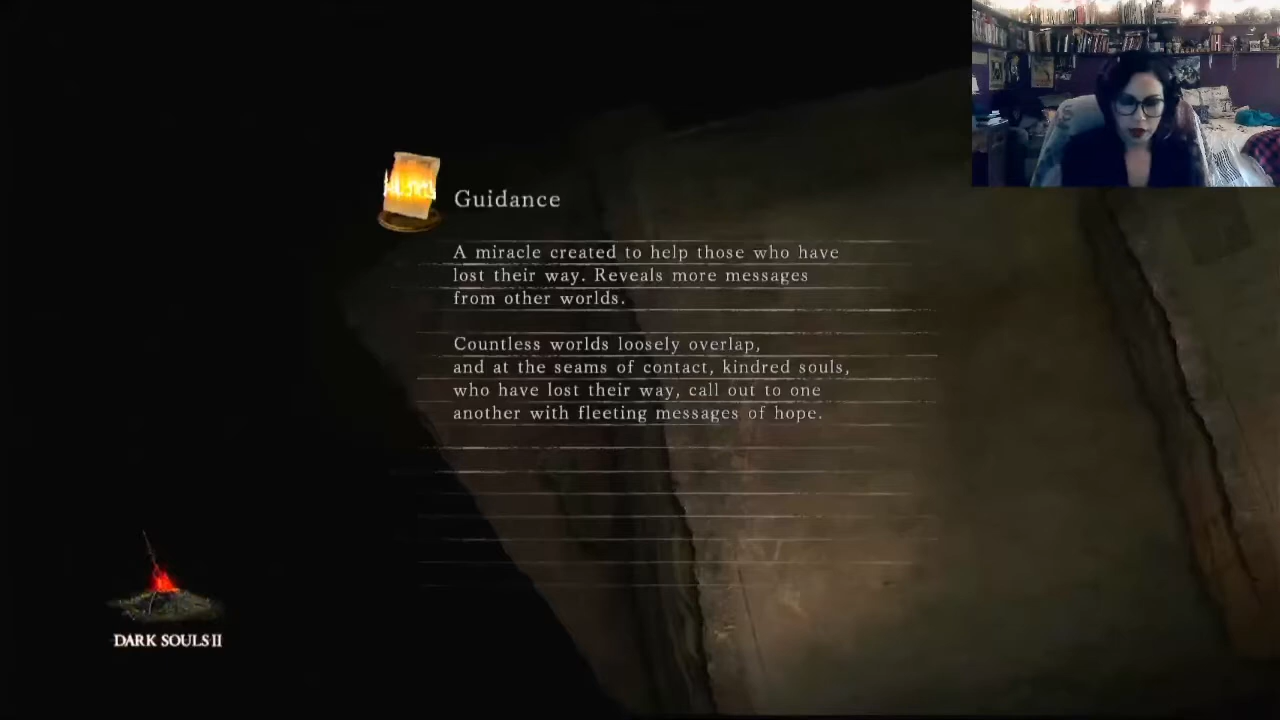 Guidance
A miracle created to help those who have
lost their way. Reveals more messages
from other worlds.
Countless worlds loosely overlap,
and at the seams of contact, kindred souls,
who have lost their way, call out to one
another with fleeting messages of hope.
DARK SOULS II